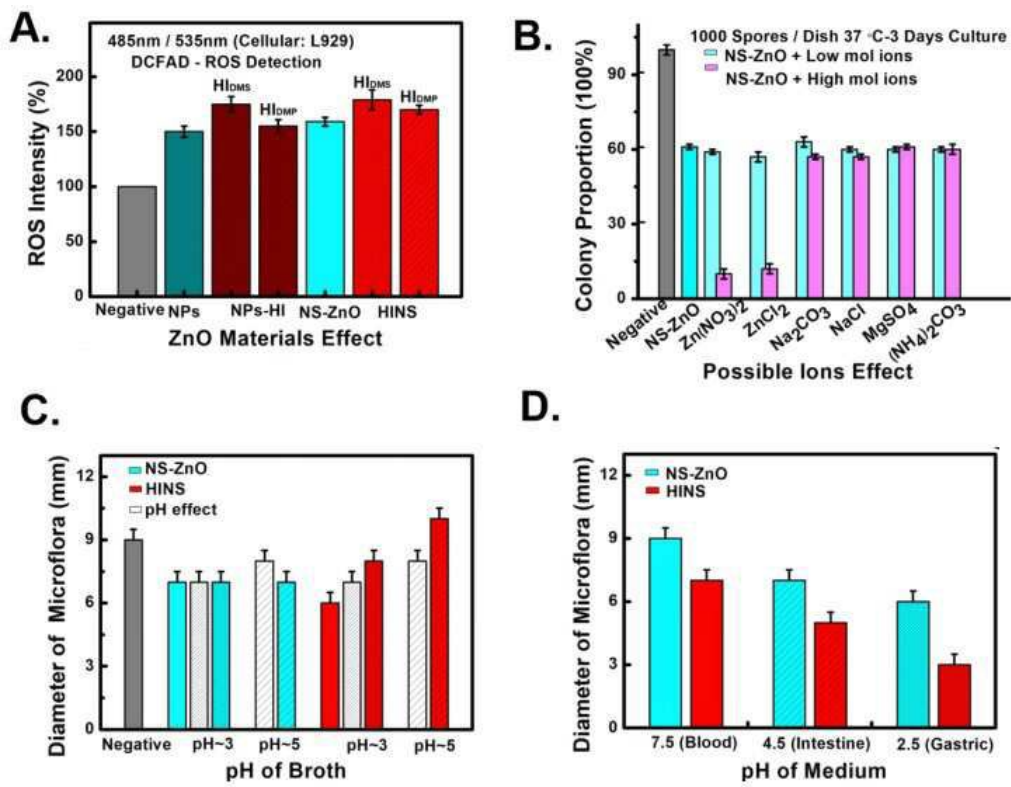 A.
485nm / 535nm (Cellular: L929)
DCFAD - ROS Detection
HIDMS
HIDMP
HIDMS
HIDMP
200
150
100
50
0
ROS Intensity (%)
Negative NPs NPs-HI NS-ZnO HINS
ZnO Materials Effect
B.
1000 Spores / Dish 37 °C-3 Days Culture
NS-ZnO + Low mol ions
NS-ZnO + High mol ions
90
60
30
0
Colony Proportion (100%)
Negative
NS-ZnO
Zn(NO3)2
ZnCl2
Na2CO3
NaCl
MgSO4
(NH4)2CO3
Possible Ions Effect
C.
NS-ZnO
HINS
pH effect
12
9
6
3
0
Diameter of Microflora (mm)
Negative pH~3 pH~5 pH~3 pH~5
pH of Broth
D.
NS-ZnO
HINS
12
9
6
3
0
Diameter of Microflora (mm)
7.5 (Blood) 4.5 (Intestine) 2.5 (Gastric)
pH of Medium